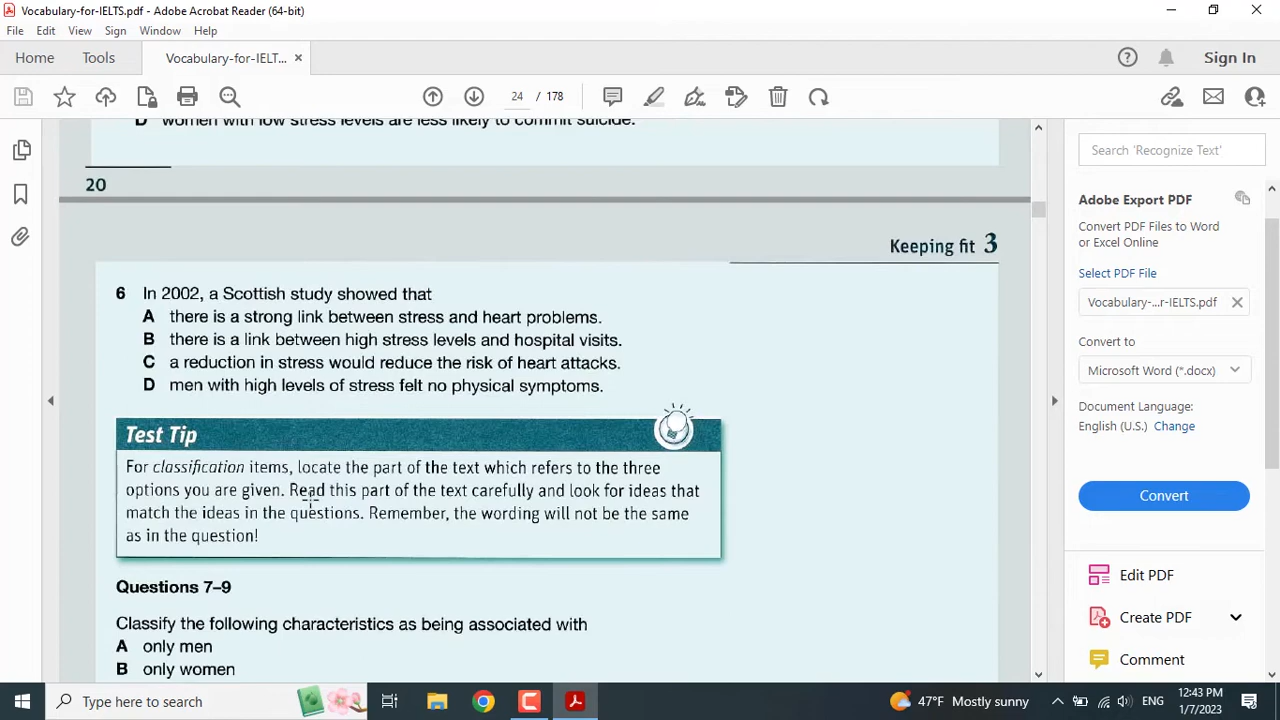 Vocabulary-for-IELTS.pdf - Adobe Acrobat Reader (64-bit)
File Edit View Sign Window Help
Home Tools Vocabulary-for-IELT... × Sign In
24 / 178
D women with low stress levels are less likely to commit suicide.
20
Keeping fit 3
6 In 2002, a Scottish study showed that
A there is a strong link between stress and heart problems.
B there is a link between high stress levels and hospital visits.
C a reduction in stress would reduce the risk of heart attacks.
D men with high levels of stress felt no physical symptoms.
Test Tip
For classification items, locate the part of the text which refers to the three
options you are given. Read this part of the text carefully and look for ideas that
match the ideas in the questions. Remember, the wording will not be the same
as in the question!
Questions 7–9
Classify the following characteristics as being associated with
A only men
B only women
Search 'Recognize Text'
Adobe Export PDF
Convert PDF Files to Word
or Excel Online
Select PDF File
Vocabulary-...r-IELTS.pdf
Convert to
Microsoft Word (*.docx)
Document Language:
English (U.S.) Change
Convert
Edit PDF
Create PDF
Comment
Type here to search
47°F Mostly sunny
ENG
12:43 PM
1/7/2023